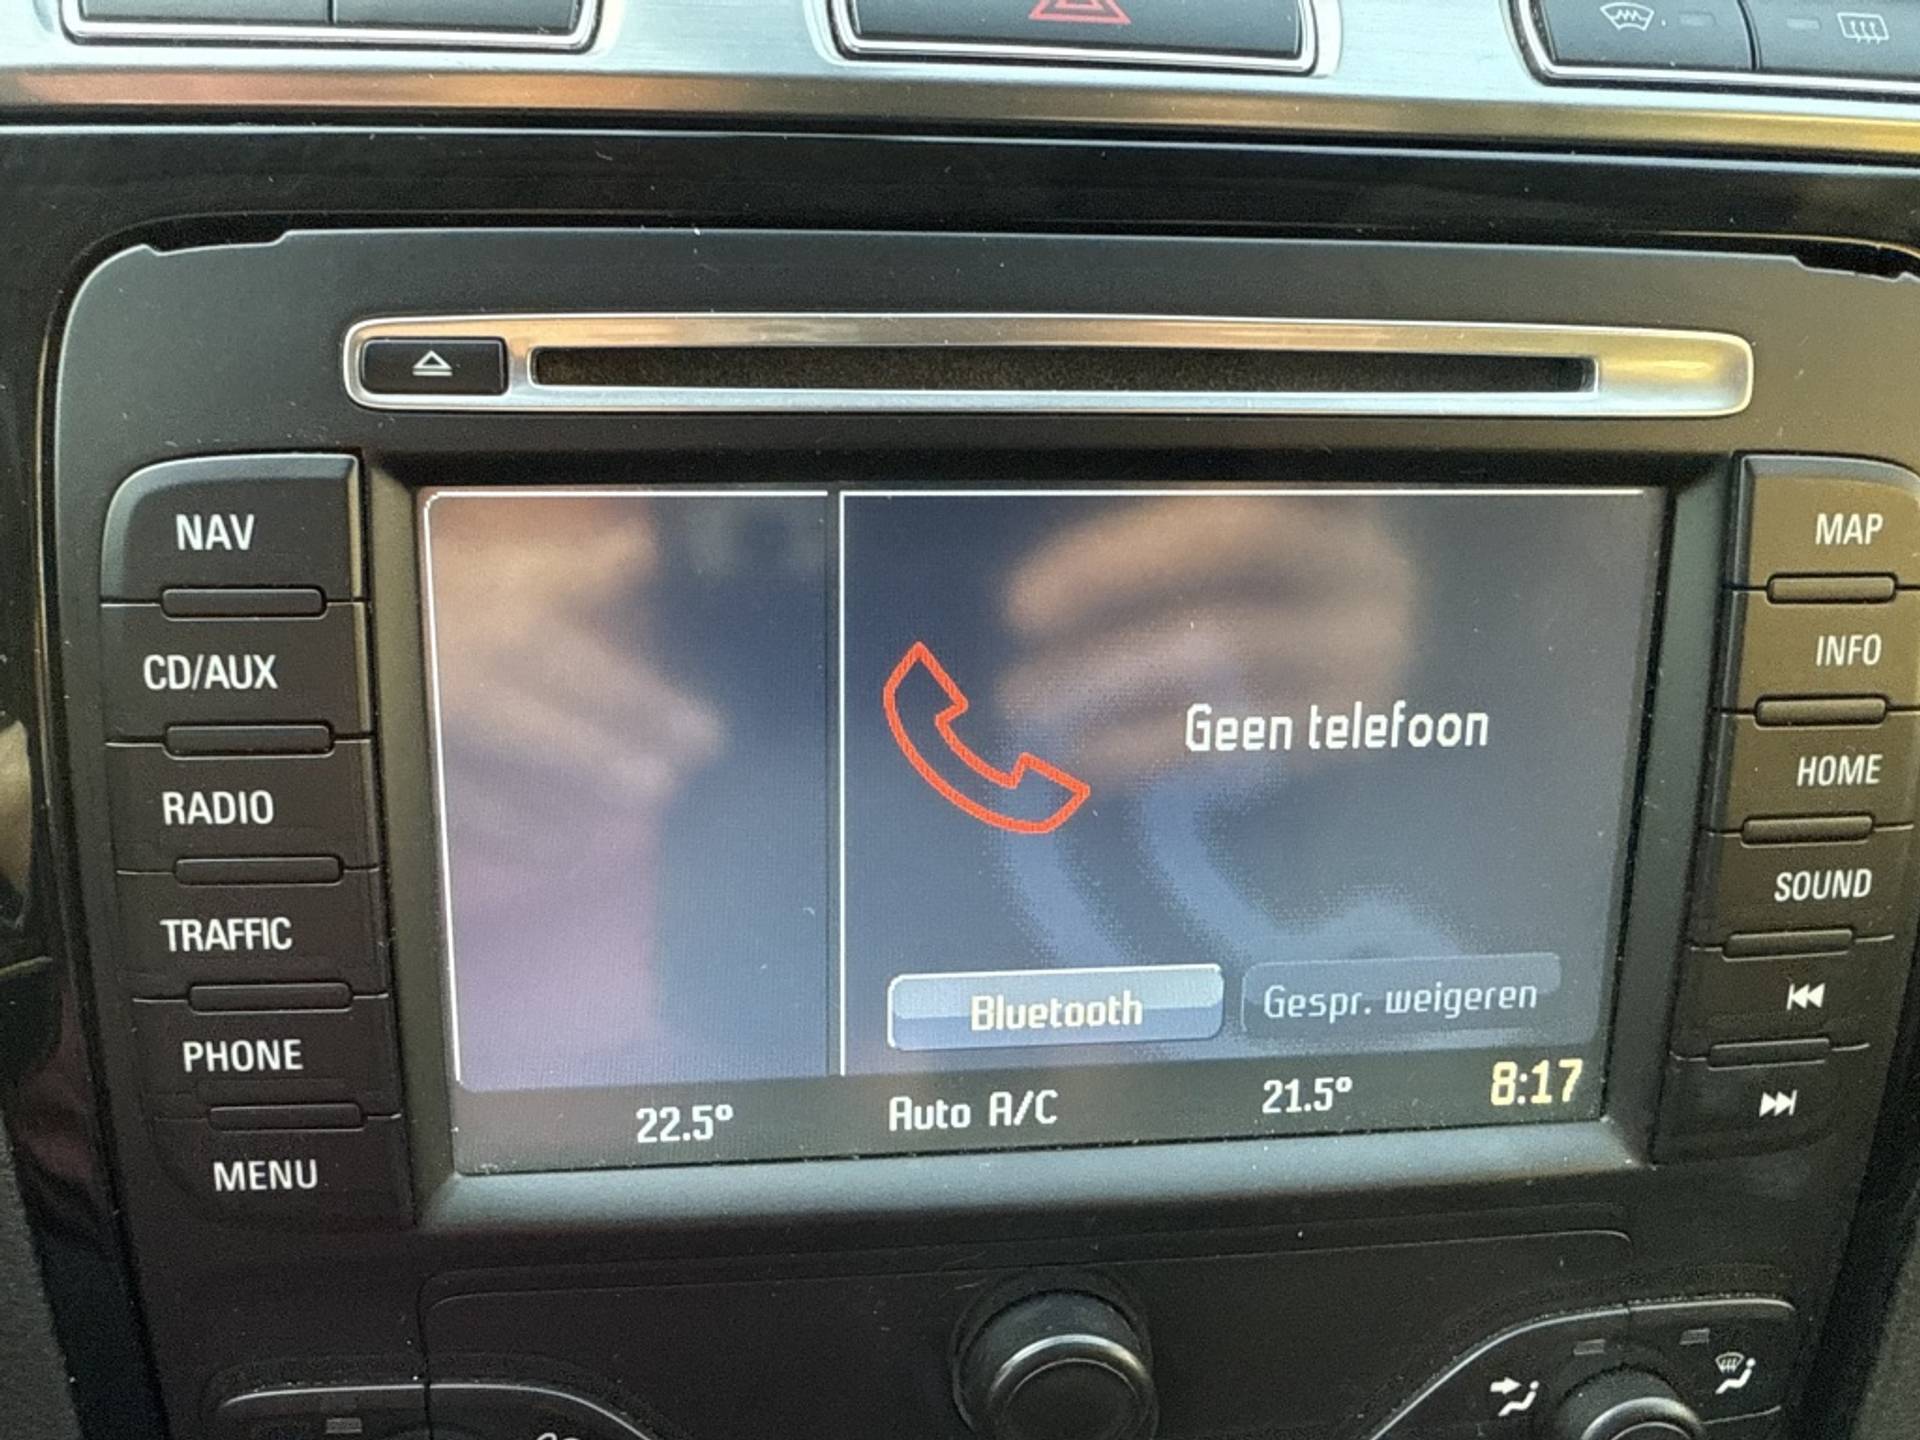 NAV
CD/AUX
RADIO
TRAFFIC
PHONE
MENU
Geen telefoon
Bluetooth
Gespr. weigeren
22.5°
Auto A/C
21.5°
8:17
MAP
INFO
HOME
SOUND